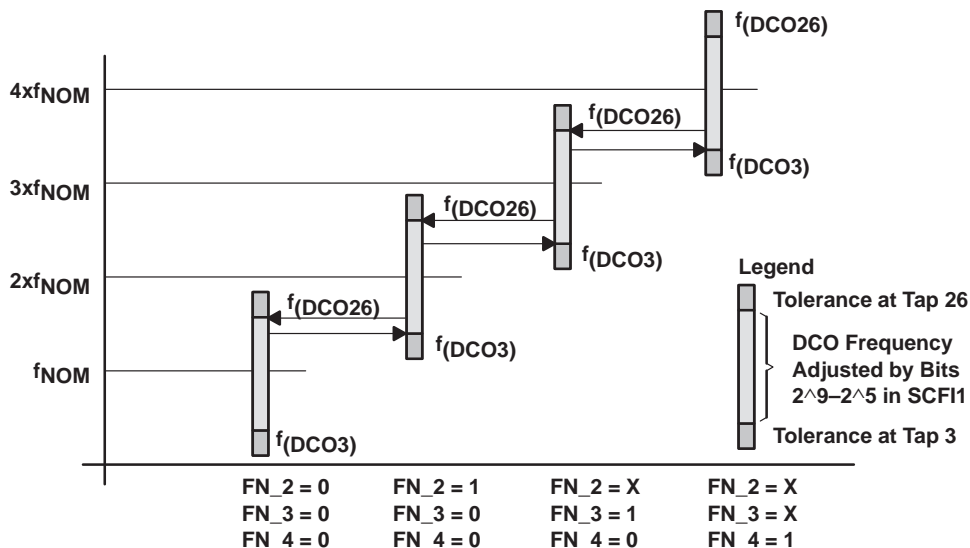 f(DCO26)
4xfNOM
f(DCO26)
f(DCO3)
3xfNOM
f(DCO26)
f(DCO3)
2xfNOM
f(DCO26)
f(DCO3)
fNOM
f(DCO3)
Legend
Tolerance at Tap 26
DCO Frequency
Adjusted by Bits
2^9–2^5 in SCFI1
Tolerance at Tap 3
FN_2 = 0 FN_2 = 1 FN_2 = X FN_2 = X
FN_3 = 0 FN_3 = 0 FN_3 = 1 FN_3 = X
FN_4 = 0 FN_4 = 0 FN_4 = 0 FN_4 = 1